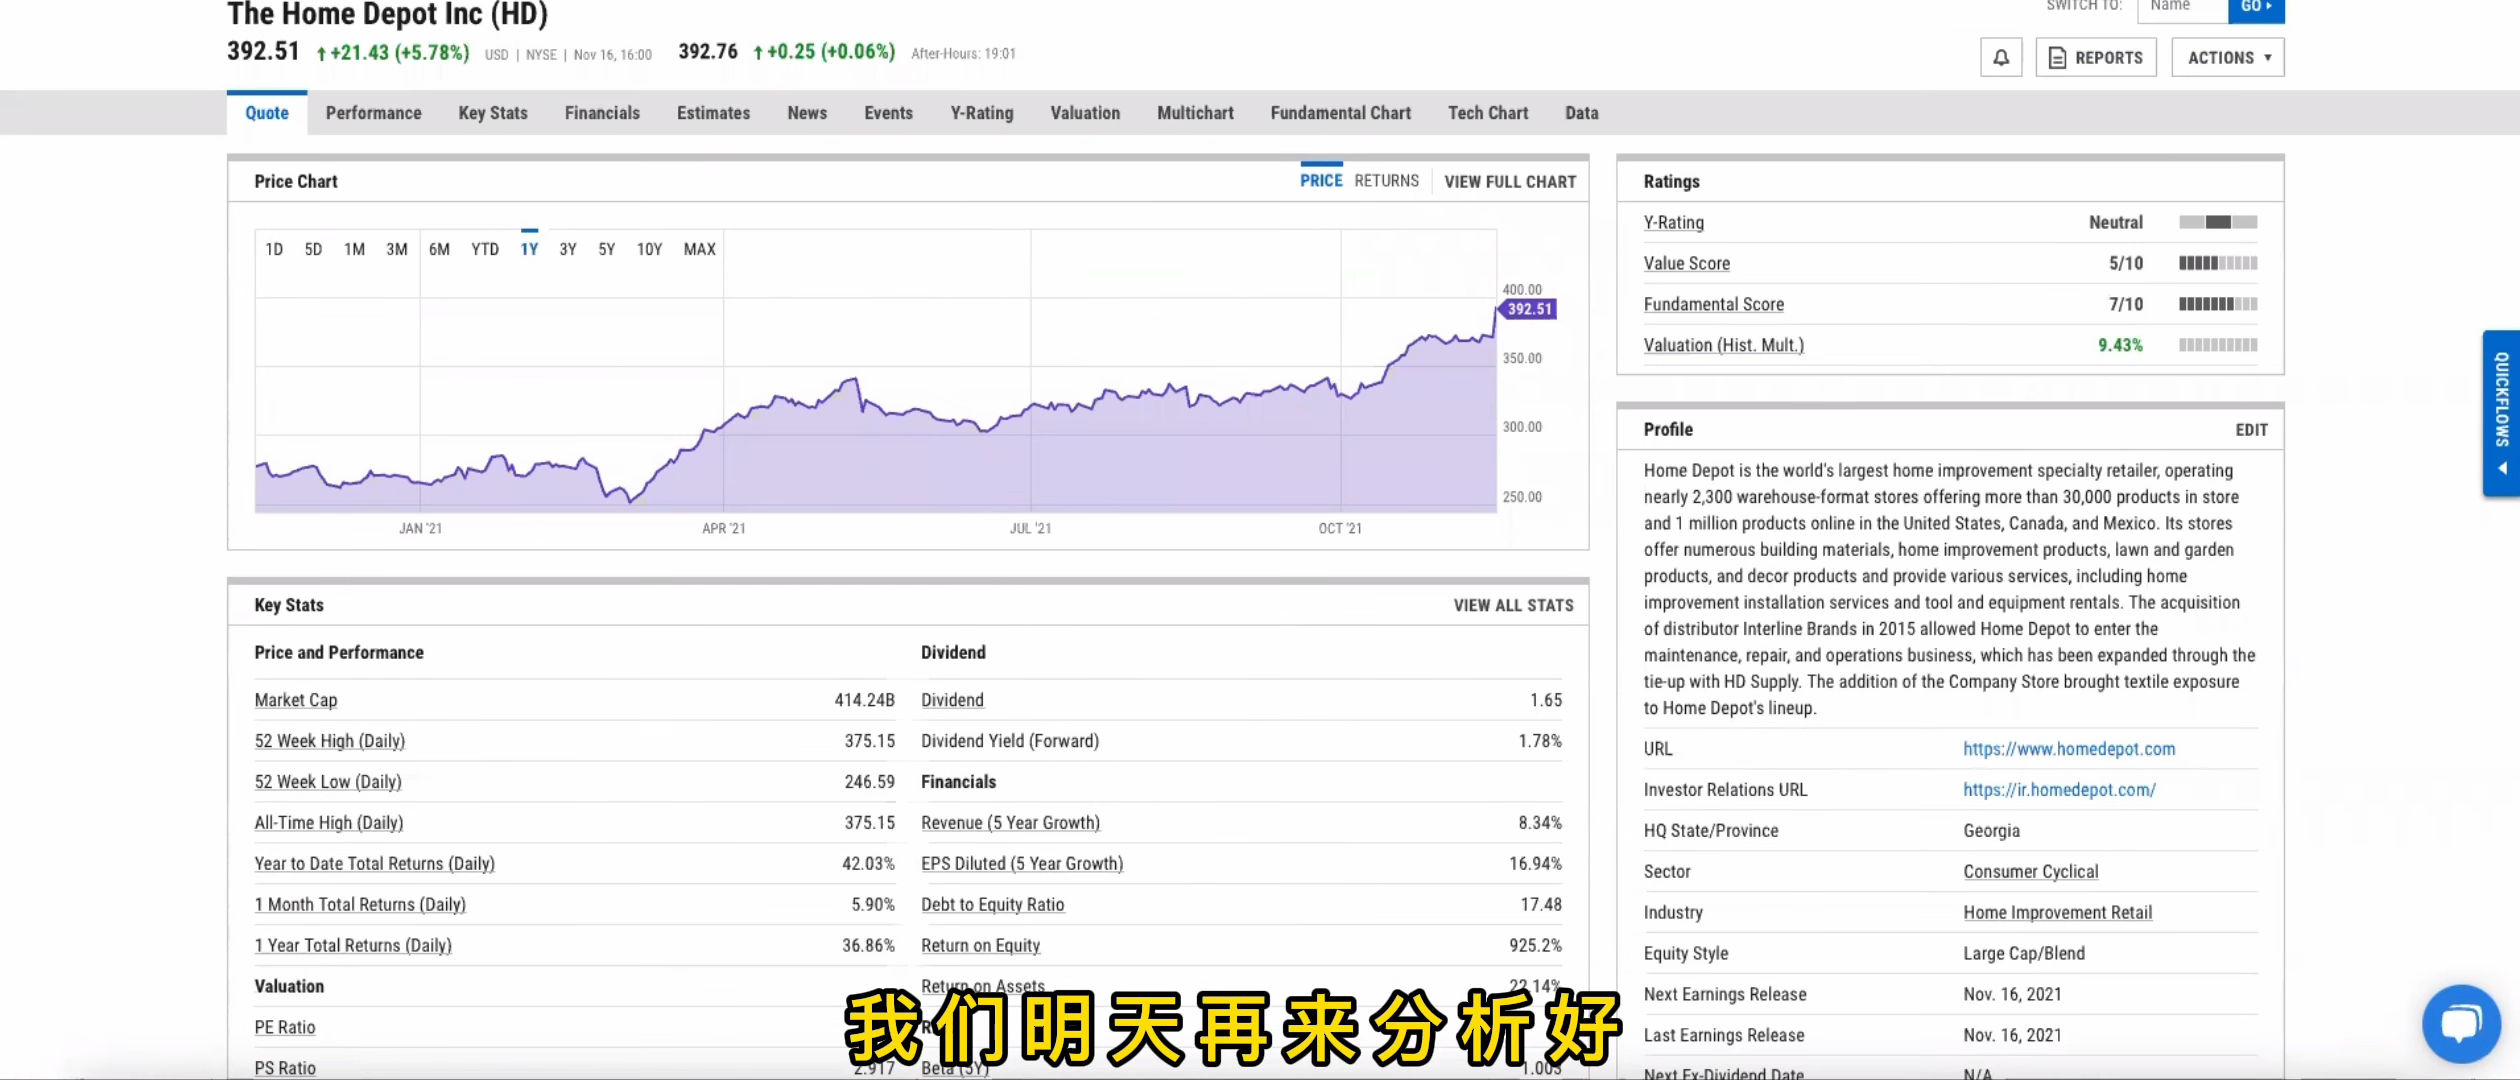 The Home Depot Inc (HD)
SWITCH TO: Name GO
392.51 +21.43 (+5.78%) USD | NYSE | Nov 16, 16:00 392.76 +0.25 (+0.06%) After-Hours: 19:01
REPORTS ACTIONS
Quote Performance Key Stats Financials Estimates News Events Y-Rating Valuation Multichart Fundamental Chart Tech Chart Data
Price Chart PRICE RETURNS VIEW FULL CHART
1D 5D 1M 3M 6M YTD 1Y 3Y 5Y 10Y MAX
400.00
392.51
350.00
300.00
250.00
JAN '21 APR '21 JUL '21 OCT '21
Key Stats VIEW ALL STATS
Price and Performance
Market Cap 414.24B
52 Week High (Daily) 375.15
52 Week Low (Daily) 246.59
All-Time High (Daily) 375.15
Year to Date Total Returns (Daily) 42.03%
1 Month Total Returns (Daily) 5.90%
1 Year Total Returns (Daily) 36.86%
Valuation
PE Ratio
PS Ratio 2.917
Dividend
Dividend 1.65
Dividend Yield (Forward) 1.78%
Financials
Revenue (5 Year Growth) 8.34%
EPS Diluted (5 Year Growth) 16.94%
Debt to Equity Ratio 17.48
Return on Equity 925.2%
Return on Assets 22.14%
Beta (5Y) 1.003
Ratings
Y-Rating Neutral
Value Score 5/10
Fundamental Score 7/10
Valuation (Hist. Mult.) 9.43%
Profile EDIT
Home Depot is the world's largest home improvement specialty retailer, operating
nearly 2,300 warehouse-format stores offering more than 30,000 products in store
and 1 million products online in the United States, Canada, and Mexico. Its stores
offer numerous building materials, home improvement products, lawn and garden
products, and decor products and provide various services, including home
improvement installation services and tool and equipment rentals. The acquisition
of distributor Interline Brands in 2015 allowed Home Depot to enter the
maintenance, repair, and operations business, which has been expanded through the
tie-up with HD Supply. The addition of the Company Store brought textile exposure
to Home Depot's lineup.
URL https://www.homedepot.com
Investor Relations URL https://ir.homedepot.com/
HQ State/Province Georgia
Sector Consumer Cyclical
Industry Home Improvement Retail
Equity Style Large Cap/Blend
Next Earnings Release Nov. 16, 2021
Last Earnings Release Nov. 16, 2021
Next Ex-Dividend Date N/A
QUICKFLOWS
我们明天再来分析好